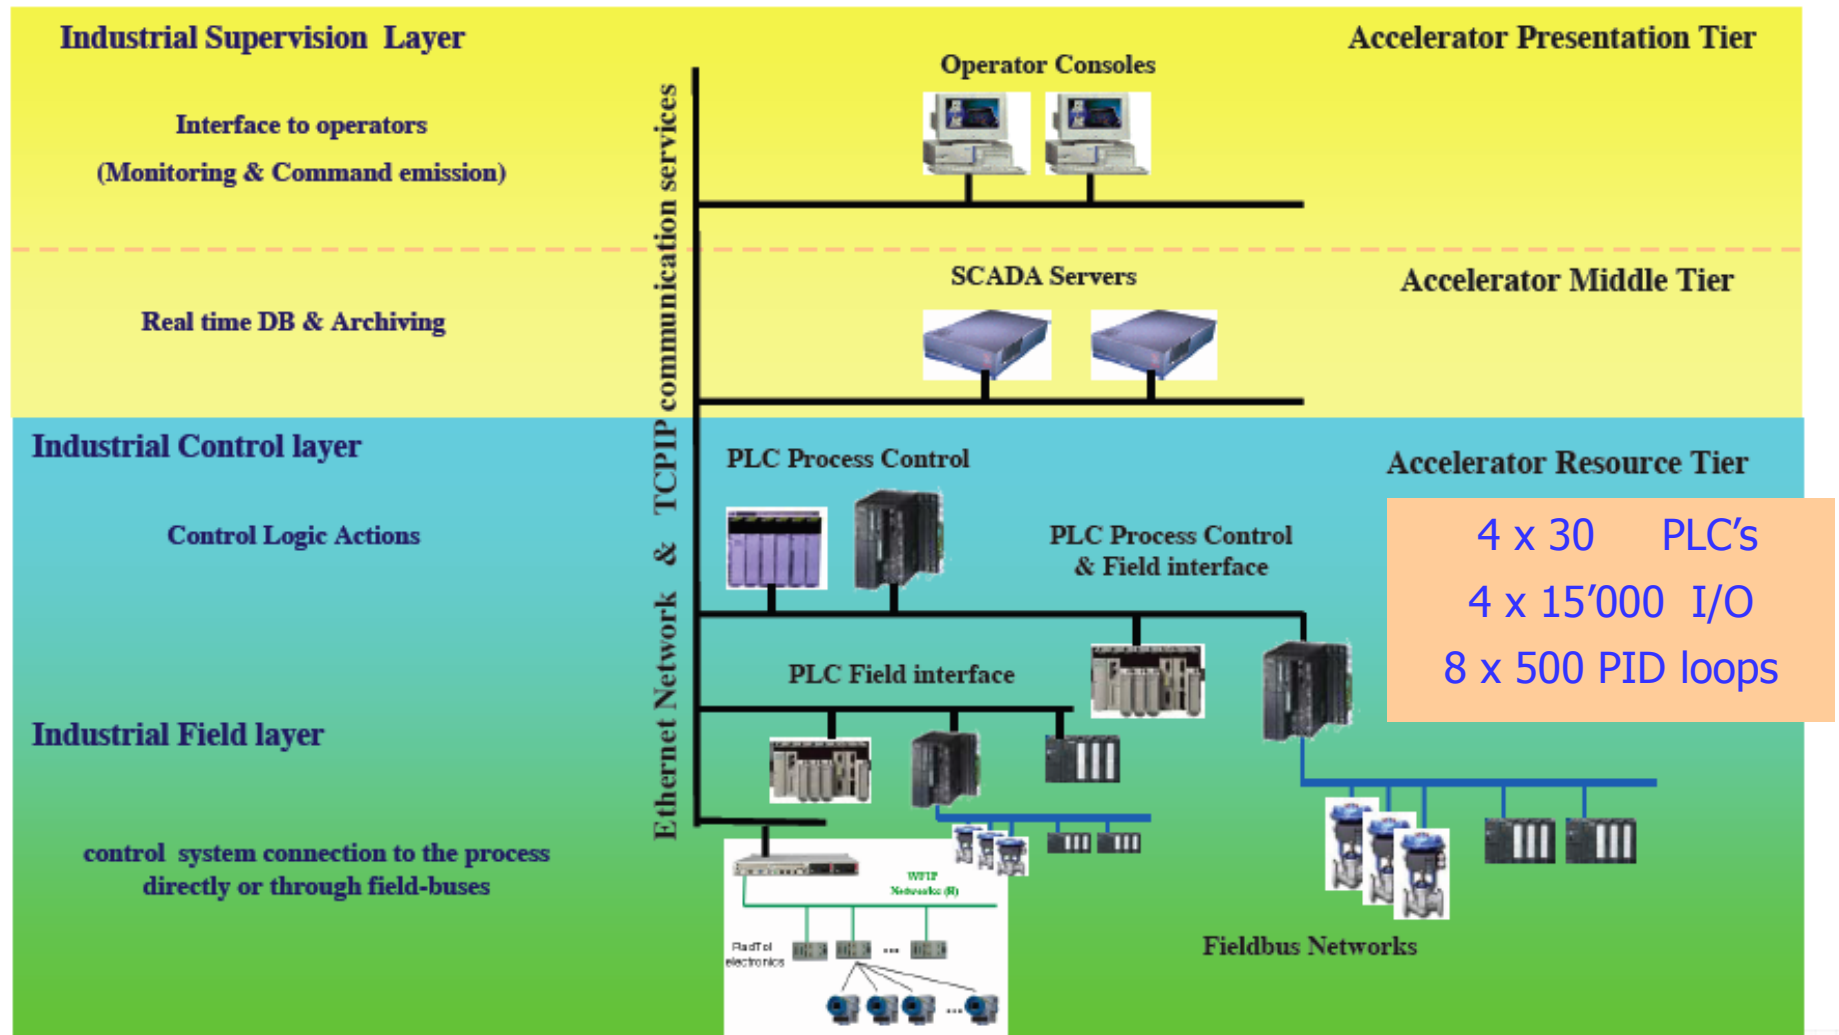 Industrial Supervision Layer
Accelerator Presentation Tier
Operator Consoles
Interface to operators
(Monitoring & Command emission)
SCADA Servers
Accelerator Middle Tier
Real time DB & Archiving
Ethernet Network & TCPIP communication services
Industrial Control layer
PLC Process Control
Accelerator Resource Tier
Control Logic Actions
PLC Process Control
& Field interface
4 x 30 PLC’s
4 x 15’000 I/O
8 x 500 PID loops
PLC Field interface
Industrial Field layer
control system connection to the process
directly or through field-buses
WFIP
Networks (8)
RadTol
electronics
...
...
Fieldbus Networks